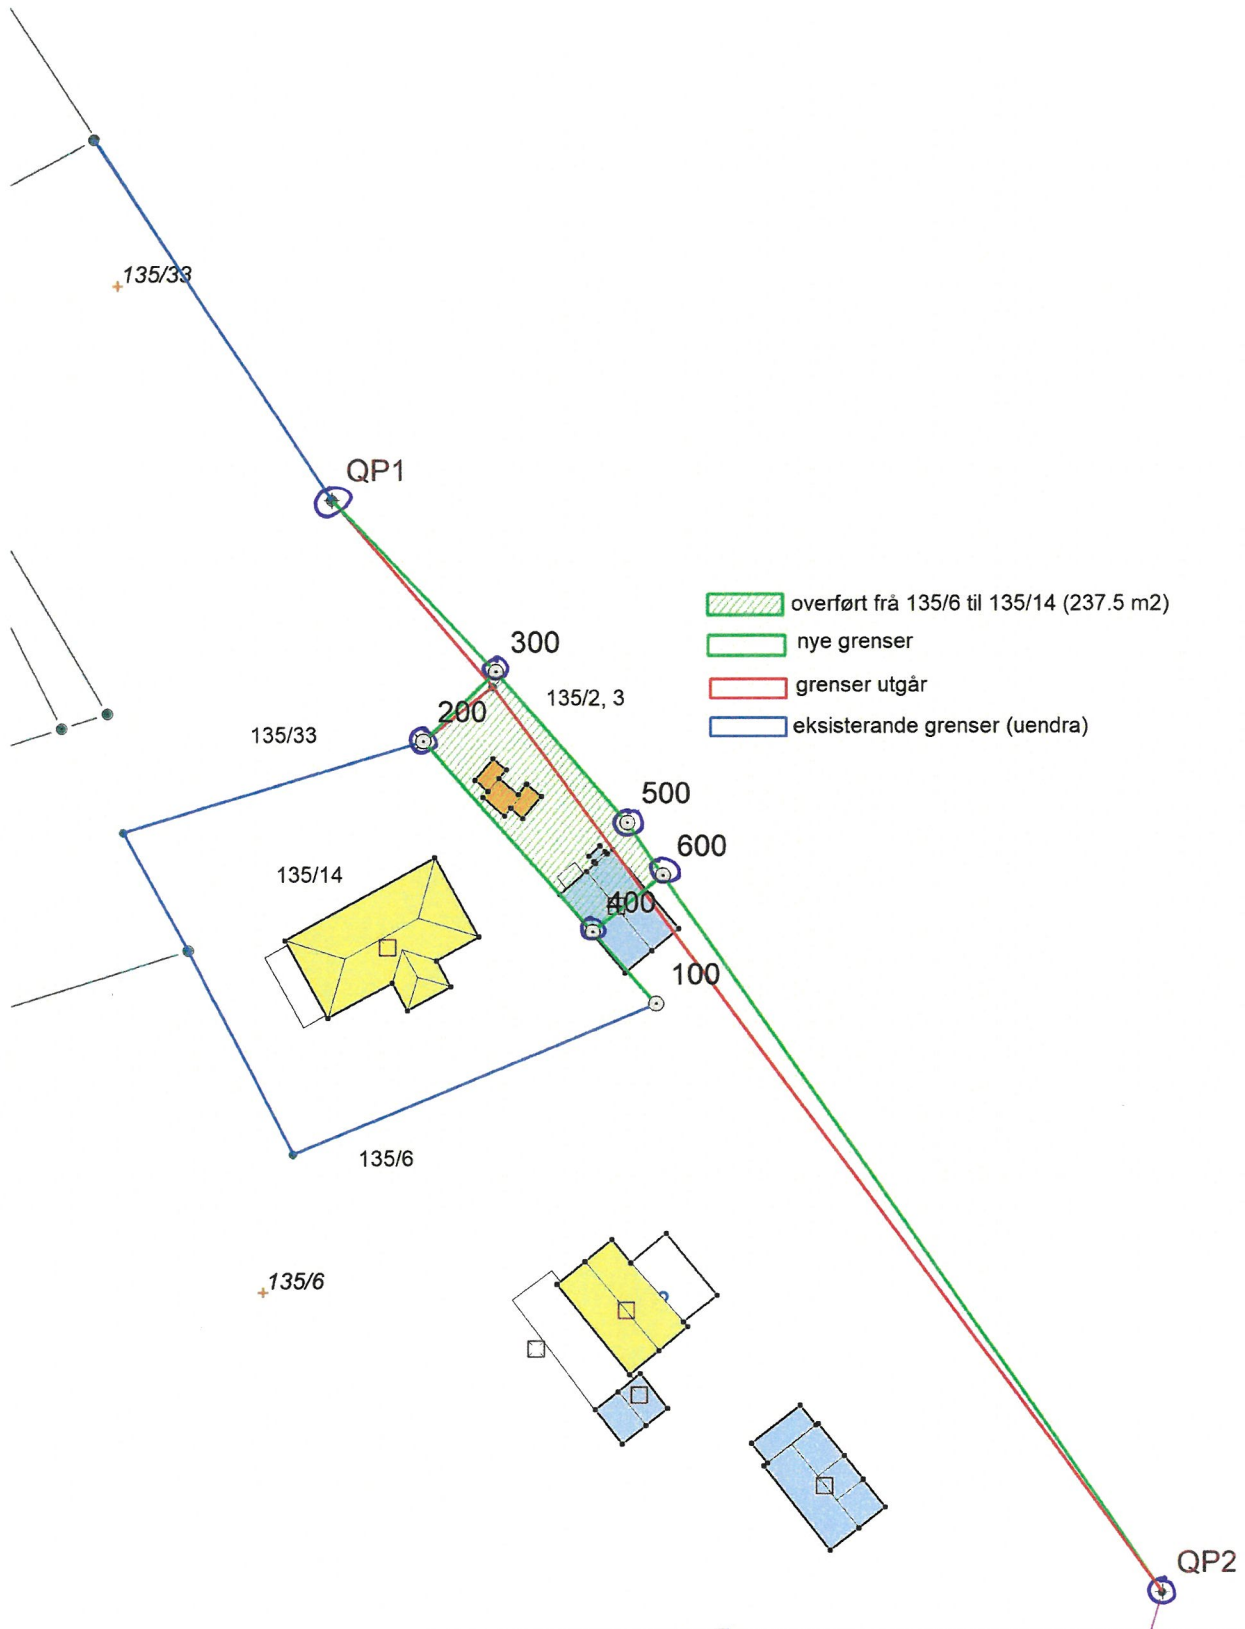 135/33
QP1
overført frå 135/6 til 135/14 (237.5 m2)
300
nye grenser
grenser utgår
135/2, 3
200
eksisterande grenser (uendra)
135/33
500
600
135/14
400
100
135/6
135/6
QP2